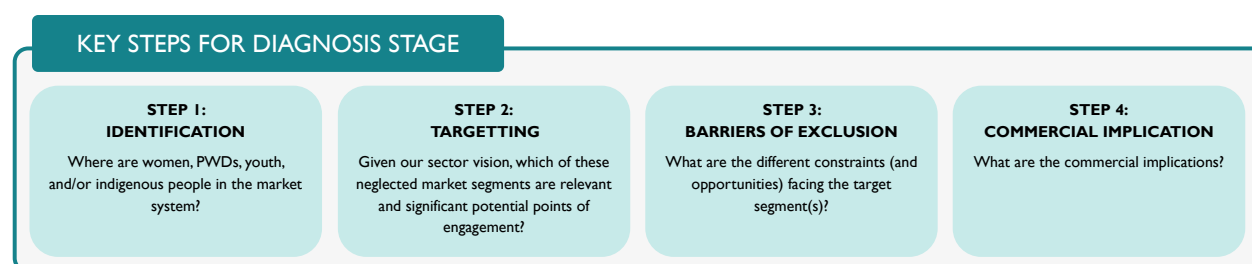 KEY STEPS FOR DIAGNOSIS STAGE
STEP 1:
IDENTIFICATION
Where are women, PWDs, youth,
and/or indigenous people in the market
system?
STEP 2:
TARGETTING
Given our sector vision, which of these
neglected market segments are relevant
and significant potential points of
engagement?
STEP 3:
BARRIERS OF EXCLUSION
What are the different constraints (and
opportunities) facing the target
segment(s)?
STEP 4:
COMMERCIAL IMPLICATION
What are the commercial implications?